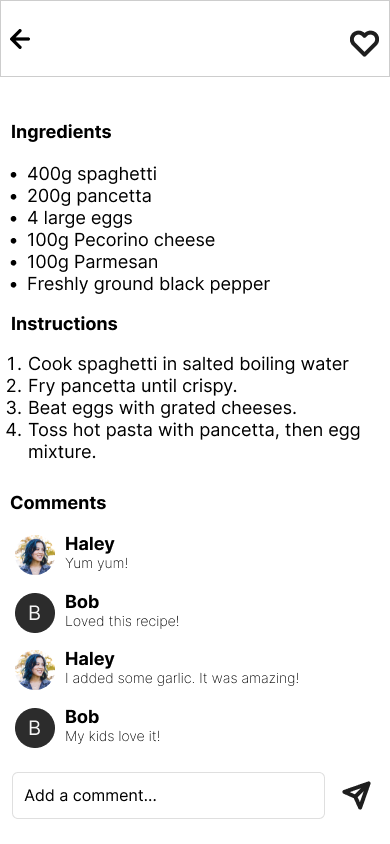 Ingredients
• 400g spaghetti
• 200g pancetta
• 4 large eggs
• 100g Pecorino cheese
• 100g Parmesan
• Freshly ground black pepper
Instructions
1. Cook spaghetti in salted boiling water
2. Fry pancetta until crispy.
3. Beat eggs with grated cheeses.
4. Toss hot pasta with pancetta, then egg
mixture.
Comments
Haley
Yum yum!
B
Bob
Loved this recipe!
Haley
I added some garlic. It was amazing!
B
Bob
My kids love it!
Add a comment...